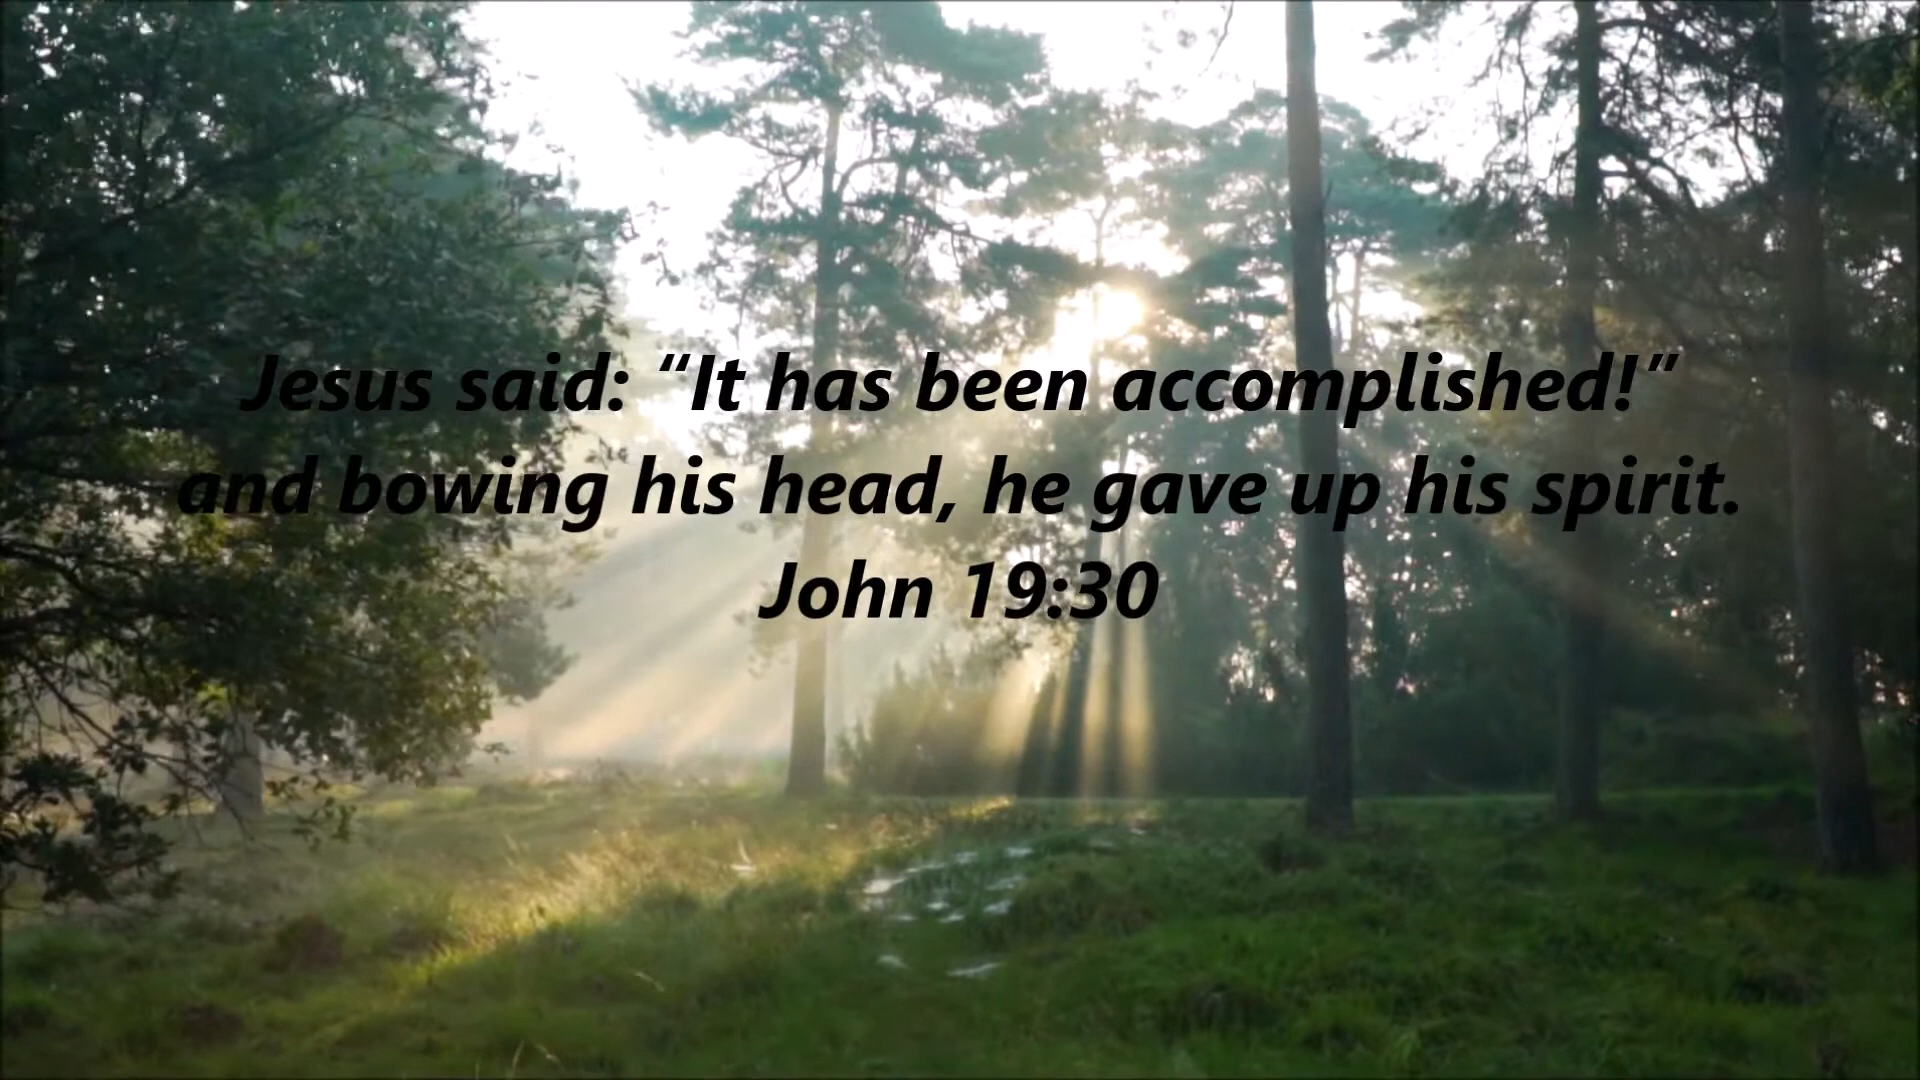 Jesus said: “It has been accomplished!”
and bowing his head, he gave up his spirit.
John 19:30